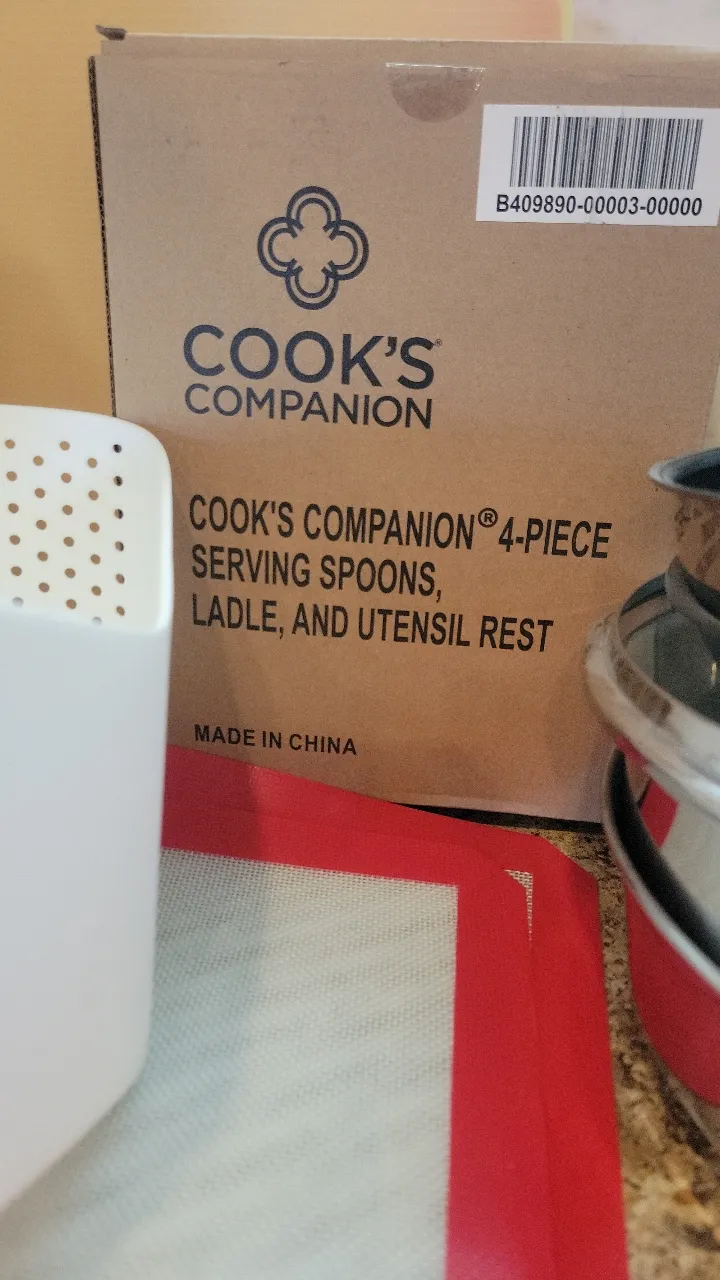 B409890-00003-00000
COOK'S®
COMPANION
COOK'S COMPANION® 4-PIECE
SERVING SPOONS,
LADLE, AND UTENSIL REST
MADE IN CHINA